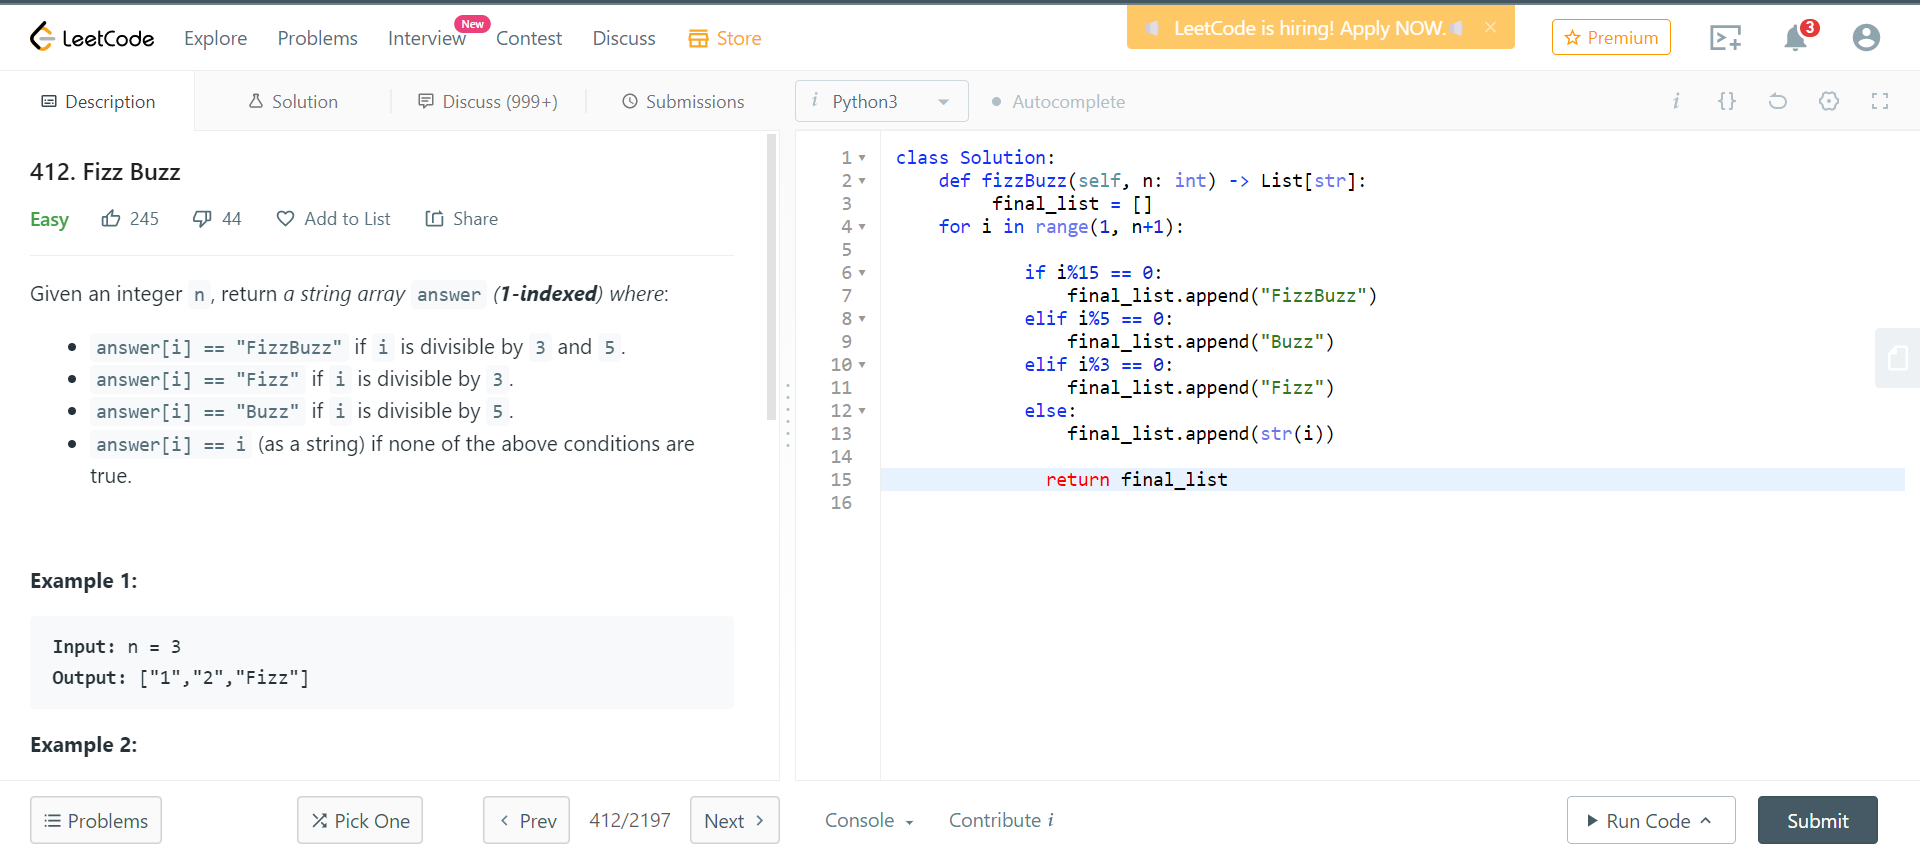 LeetCode Explore Problems Interview New Contest Discuss Store LeetCode is hiring! Apply NOW. × Premium 3
Description Solution Discuss (999+) Submissions
i Python3 Autocomplete i {}
412. Fizz Buzz
Easy 245 44 Add to List Share
Given an integer n, return a string array answer (1-indexed) where:
answer[i] == "FizzBuzz" if i is divisible by 3 and 5.
answer[i] == "Fizz" if i is divisible by 3.
answer[i] == "Buzz" if i is divisible by 5.
answer[i] == i (as a string) if none of the above conditions are
true.
Example 1:
Input: n = 3
Output: ["1","2","Fizz"]
Example 2:
1 class Solution:
2     def fizzBuzz(self, n: int) -> List[str]:
3          final_list = []
4     for i in range(1, n+1):
5
6             if i%15 == 0:
7                 final_list.append("FizzBuzz")
8             elif i%5 == 0:
9                 final_list.append("Buzz")
10             elif i%3 == 0:
11                 final_list.append("Fizz")
12             else:
13                 final_list.append(str(i))
14
15               return final_list
16
Problems Pick One Prev 412/2197 Next Console Contribute i Run Code Submit